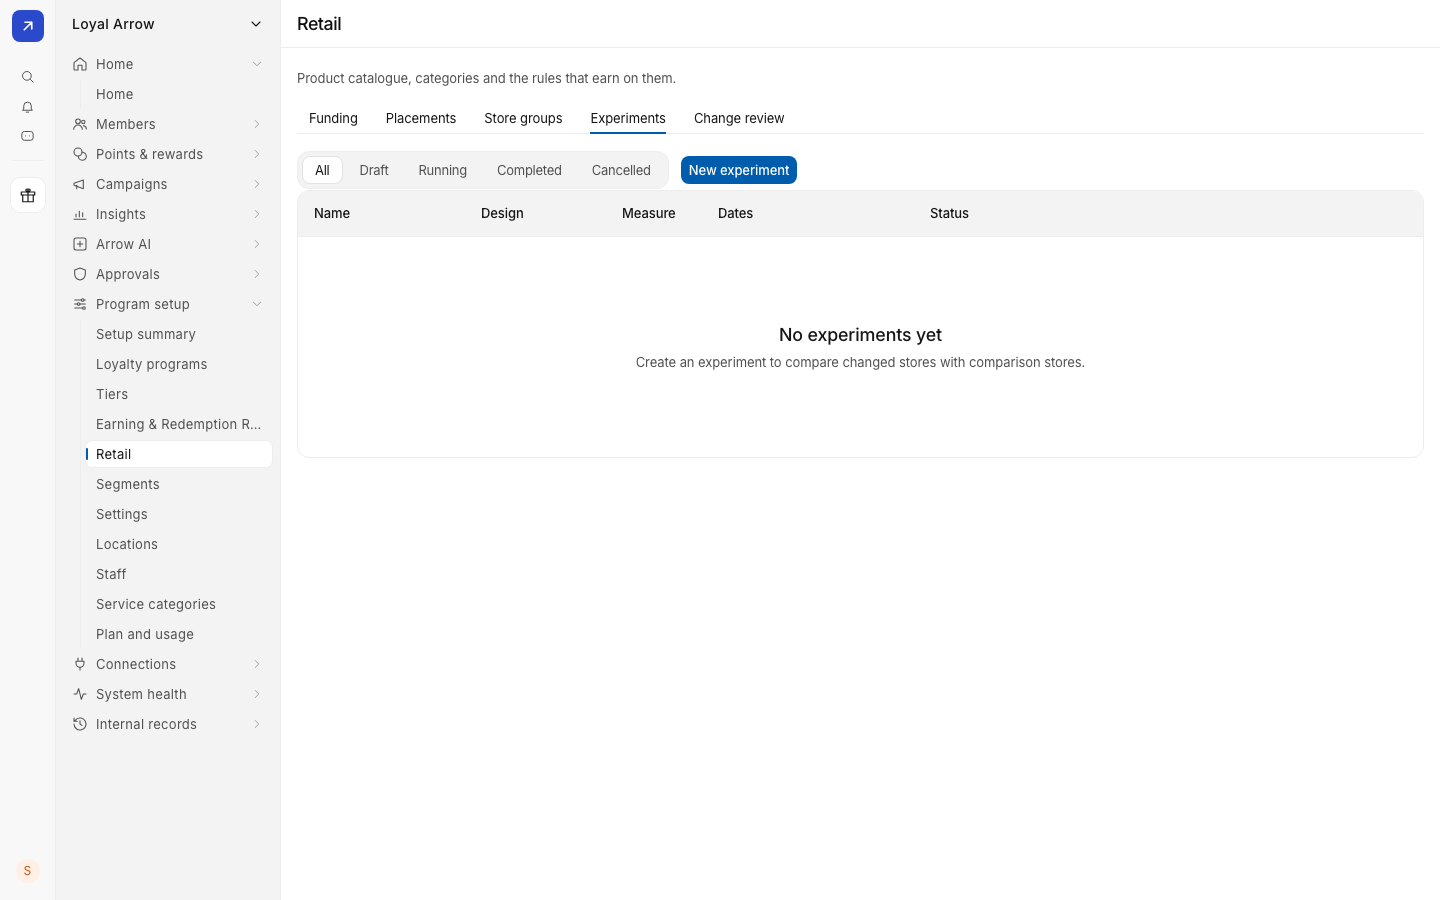 Loyal Arrow
Home
Home
Members
Points & rewards
Campaigns
Insights
Arrow AI
Approvals
Program setup
Setup summary
Loyalty programs
Tiers
Earning & Redemption R...
Retail
Segments
Settings
Locations
Staff
Service categories
Plan and usage
Connections
System health
Internal records
S
Retail
Product catalogue, categories and the rules that earn on them.
Funding Placements Store groups Experiments Change review
All Draft Running Completed Cancelled New experiment
Name Design Measure Dates Status
No experiments yet
Create an experiment to compare changed stores with comparison stores.